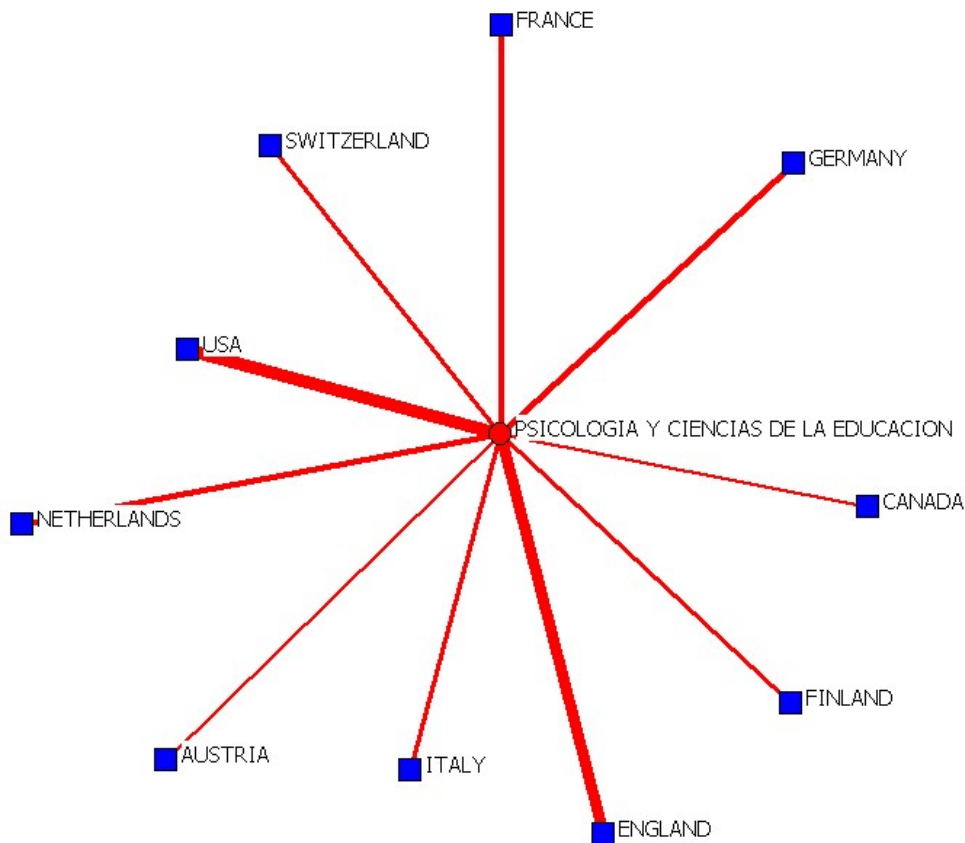 FRANCE
SWITZERLAND
GERMANY
USA
PSICOLOGIA Y CIENCIAS DE LA EDUCACION
CANADA
NETHERLANDS
FINLAND
AUSTRIA
ITALY
ENGLAND